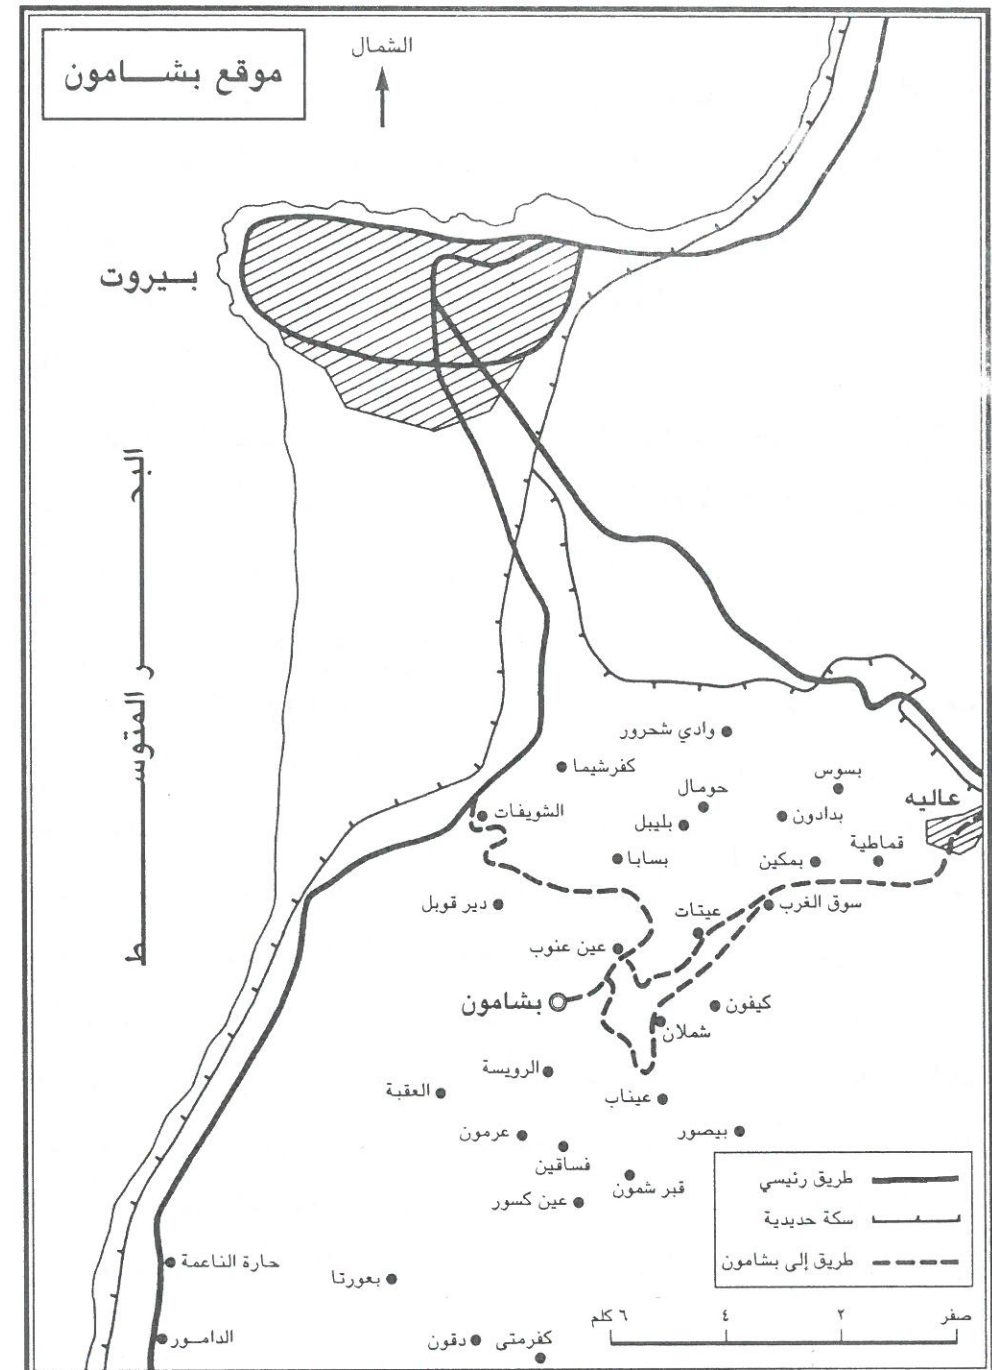 موقع بشـــامون
الشمال
بـيروت
البحـــر المتوســـط
وادي شحرور
كفرشيما
بسوس
حومال
عاليه
الشويفات
بليبل
بدادون
قماطية
بسابا
بمكين
دير قوبل
عيتات
سوق الغرب
عين عنوب
بشامون
كيفون
شملان
الرويسة
العقبة
عيناب
عرمون
بيصور
فساقين
قبر شمون
عين كسور
طريق رئيسي
سكة حديدية
طريق إلى بشامون
حارة الناعمة
بعورتا
الدامـور
دقون
كفرمتى
صفر ٢ ٤ ٦ كلم